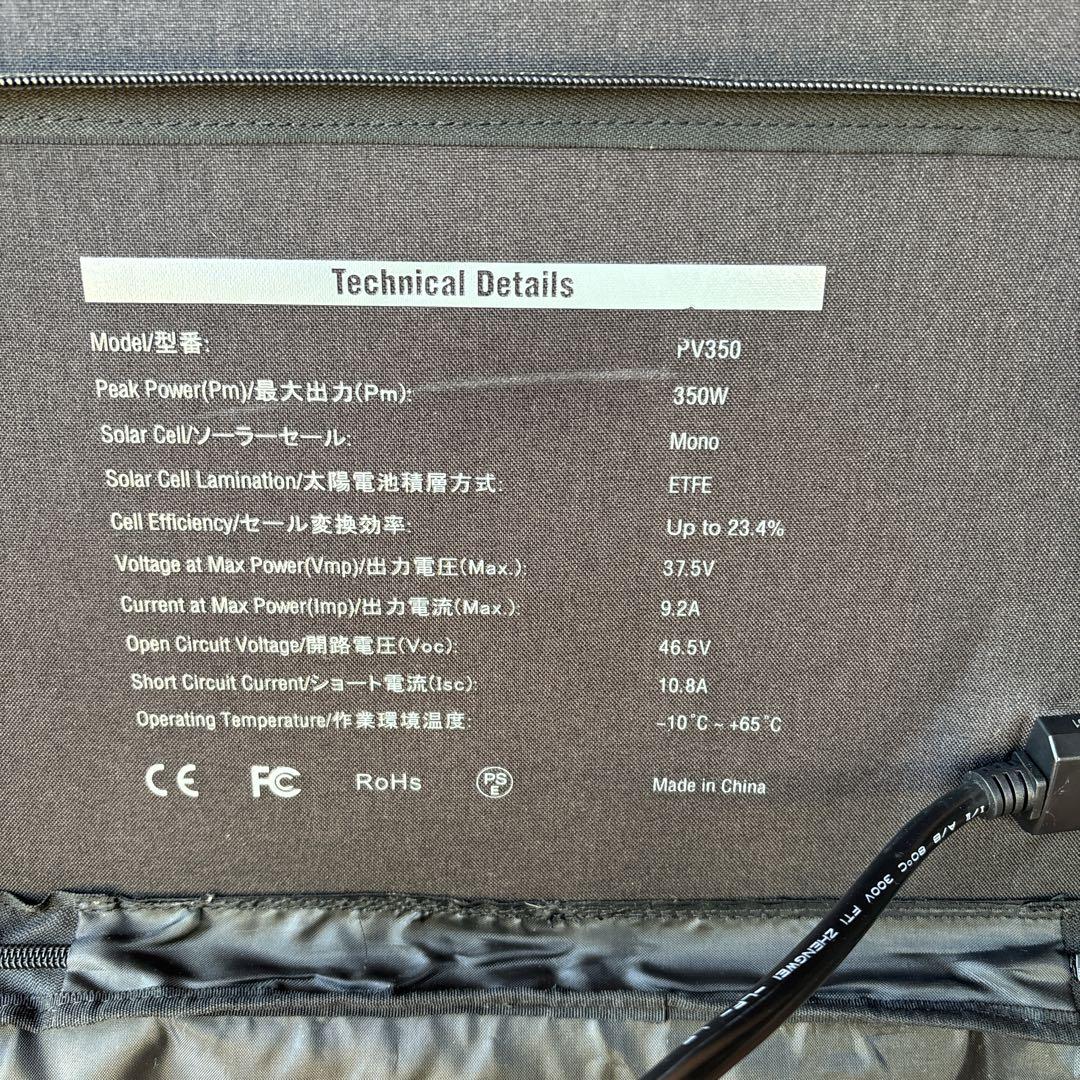 Technical Details
Model/型番: PV350
Peak Power(Pm)/最大出力(Pm): 350W
Solar Cell/ソーラーセール: Mono
Solar Cell Lamination/太陽電池積層方式: ETFE
Cell Efficiency/セール変換効率: Up to 23.4%
Voltage at Max Power(Vmp)/出力電圧(Max.): 37.5V
Current at Max Power(Imp)/出力電流(Max.): 9.2A
Open Circuit Voltage/開路電圧(Voc): 46.5V
Short Circuit Current/ショート電流(Isc): 10.8A
Operating Temperature/作業環境温度: -10°C ~ +65°C
CE FC RoHs PS E Made in China
I/II A/B 80°C 300V FT1 ZHENGWEI